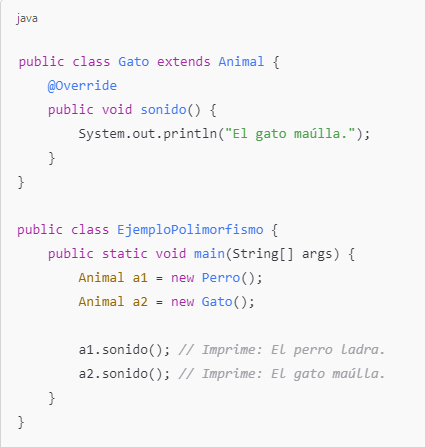 java
public class Gato extends Animal {
@Override
public void sonido() {
System.out.println("El gato maúlla.");
}
}
public class EjemploPolimorfismo {
public static void main(String[] args) {
Animal a1 = new Perro();
Animal a2 = new Gato();
a1.sonido(); // Imprime: El perro ladra.
a2.sonido(); // Imprime: El gato maúlla.
}
}